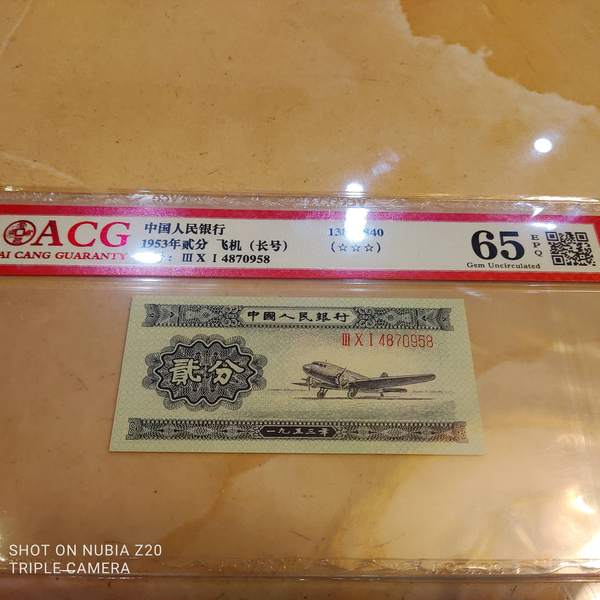 ACG
AI CANG GUARANTY
中国人民银行
1953年贰分 飞机(长号)
: ⅢⅩⅠ4870958
(☆☆☆)
65
EPQ
Gem Uncirculated
中國人民銀行
ⅢⅩⅠ4870958
貳分
一九五三年
SHOT ON NUBIA Z20
TRIPLE CAMERA